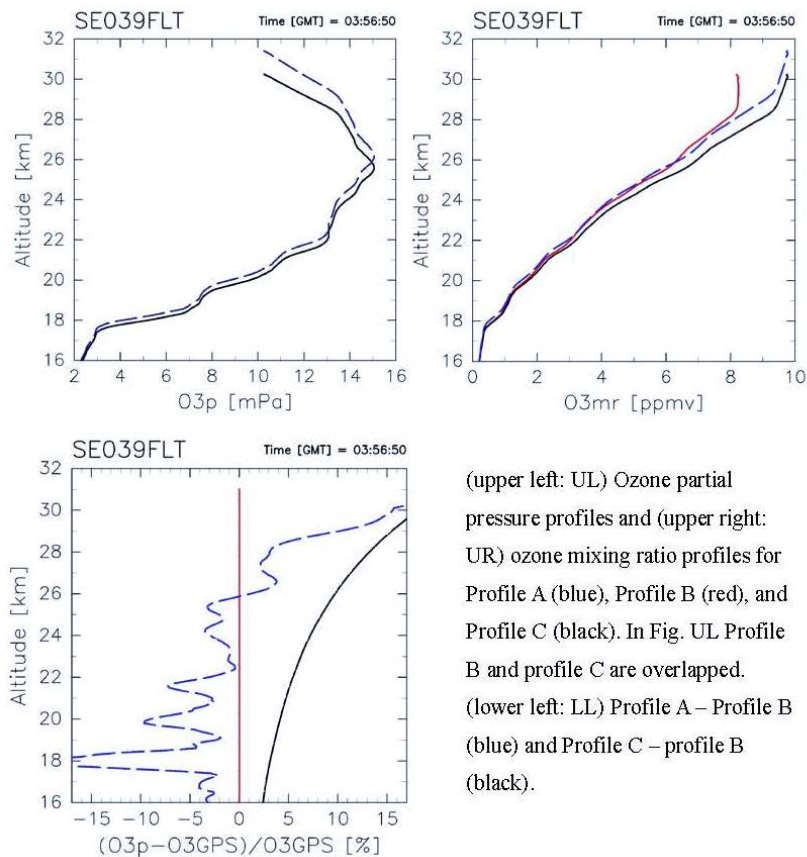 SE039FLT Time [GMT] = 03:56:50
32
30
28
26
24
22
20
18
16
Altitude [km]
2 4 6 8 10 12 14 16
O3p [mPa]
SE039FLT Time [GMT] = 03:56:50
32
30
28
26
24
22
20
18
16
Altitude [km]
0 2 4 6 8 10
O3mr [ppmv]
SE039FLT Time [GMT] = 03:56:50
32
30
28
26
24
22
20
18
16
Altitude [km]
−15 −10 −5 0 5 10 15
(O3p−O3GPS)/O3GPS [%]
(upper left: UL) Ozone partial
pressure profiles and (upper right:
UR) ozone mixing ratio profiles for
Profile A (blue), Profile B (red), and
Profile C (black). In Fig. UL Profile
B and profile C are overlapped.
(lower left: LL) Profile A – Profile B
(blue) and Profile C – profile B
(black).